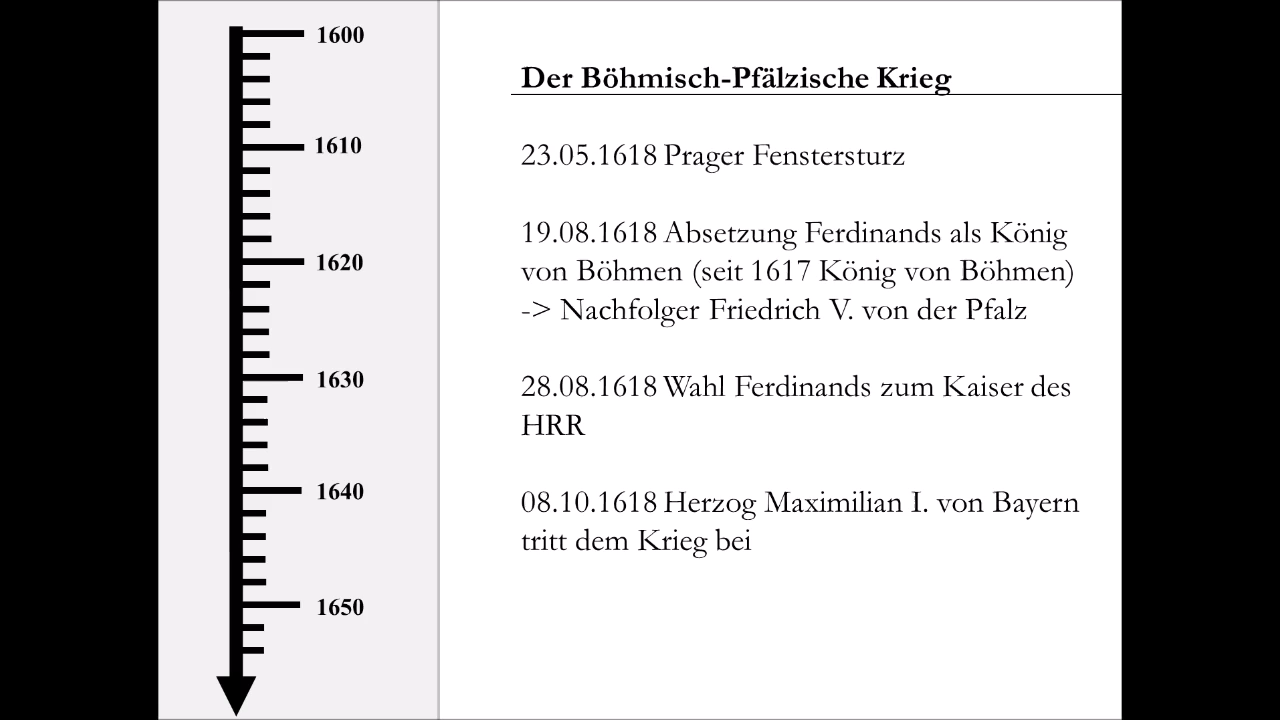 1600
1610
1620
1630
1640
1650
Der Böhmisch-Pfälzische Krieg
23.05.1618 Prager Fenstersturz
19.08.1618 Absetzung Ferdinands als König
von Böhmen (seit 1617 König von Böhmen)
-> Nachfolger Friedrich V. von der Pfalz
28.08.1618 Wahl Ferdinands zum Kaiser des
HRR
08.10.1618 Herzog Maximilian I. von Bayern
tritt dem Krieg bei